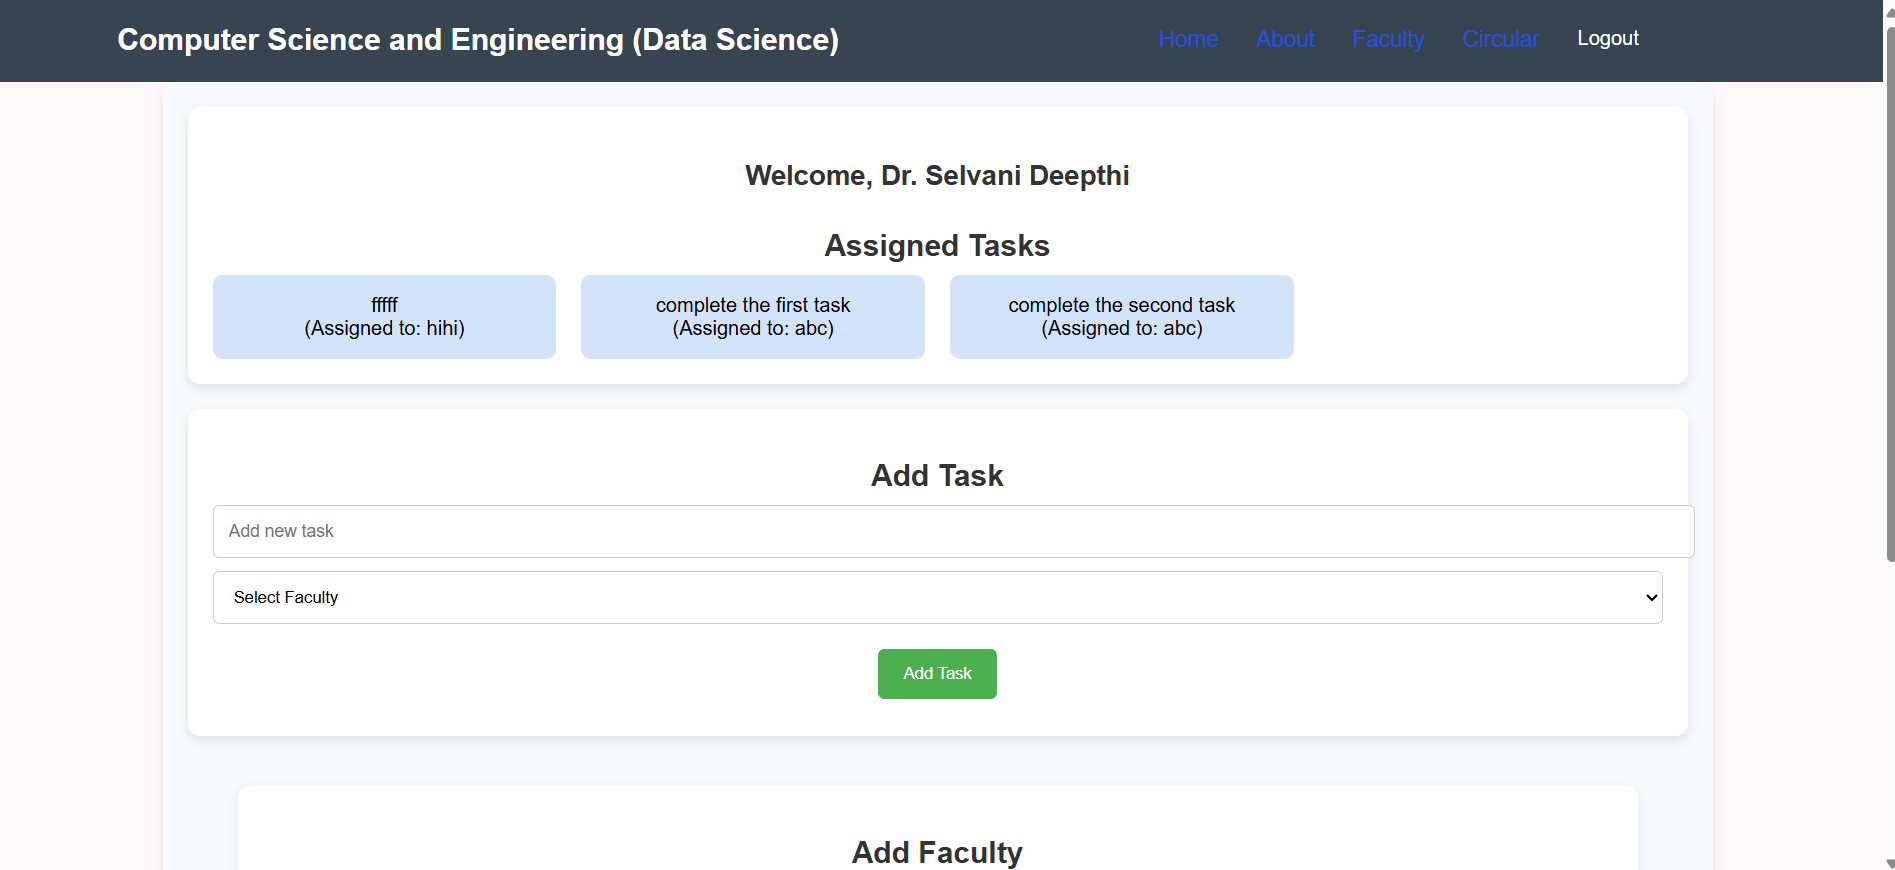 Computer Science and Engineering (Data Science)
Home
About
Faculty
Circular
Logout
Welcome, Dr. Selvani Deepthi
Assigned Tasks
fffff
(Assigned to: hihi)
complete the first task
(Assigned to: abc)
complete the second task
(Assigned to: abc)
Add Task
Add new task
Select Faculty
Add Task
Add Faculty